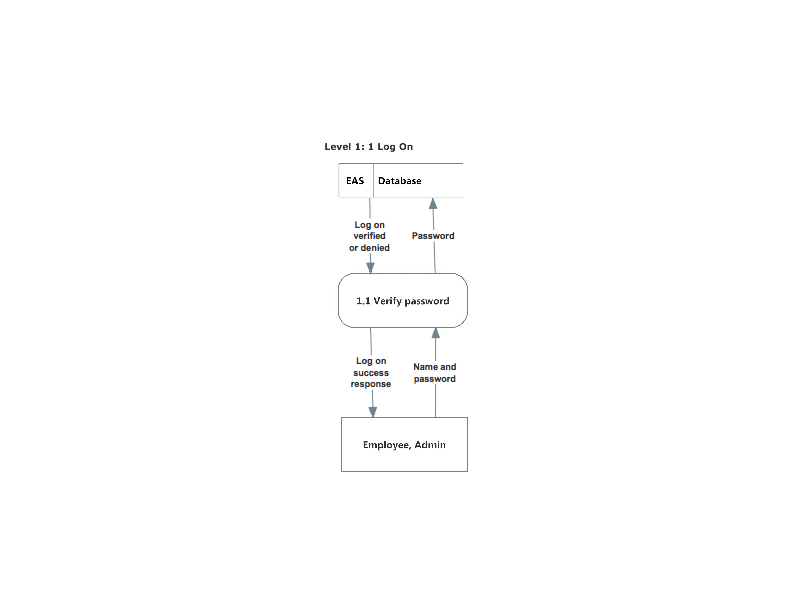 Level 1: 1 Log On
EAS Database
Log on
verified
or denied
Password
1,1 Verify password
Log on
success
response
Name and
password
Employee, Admin